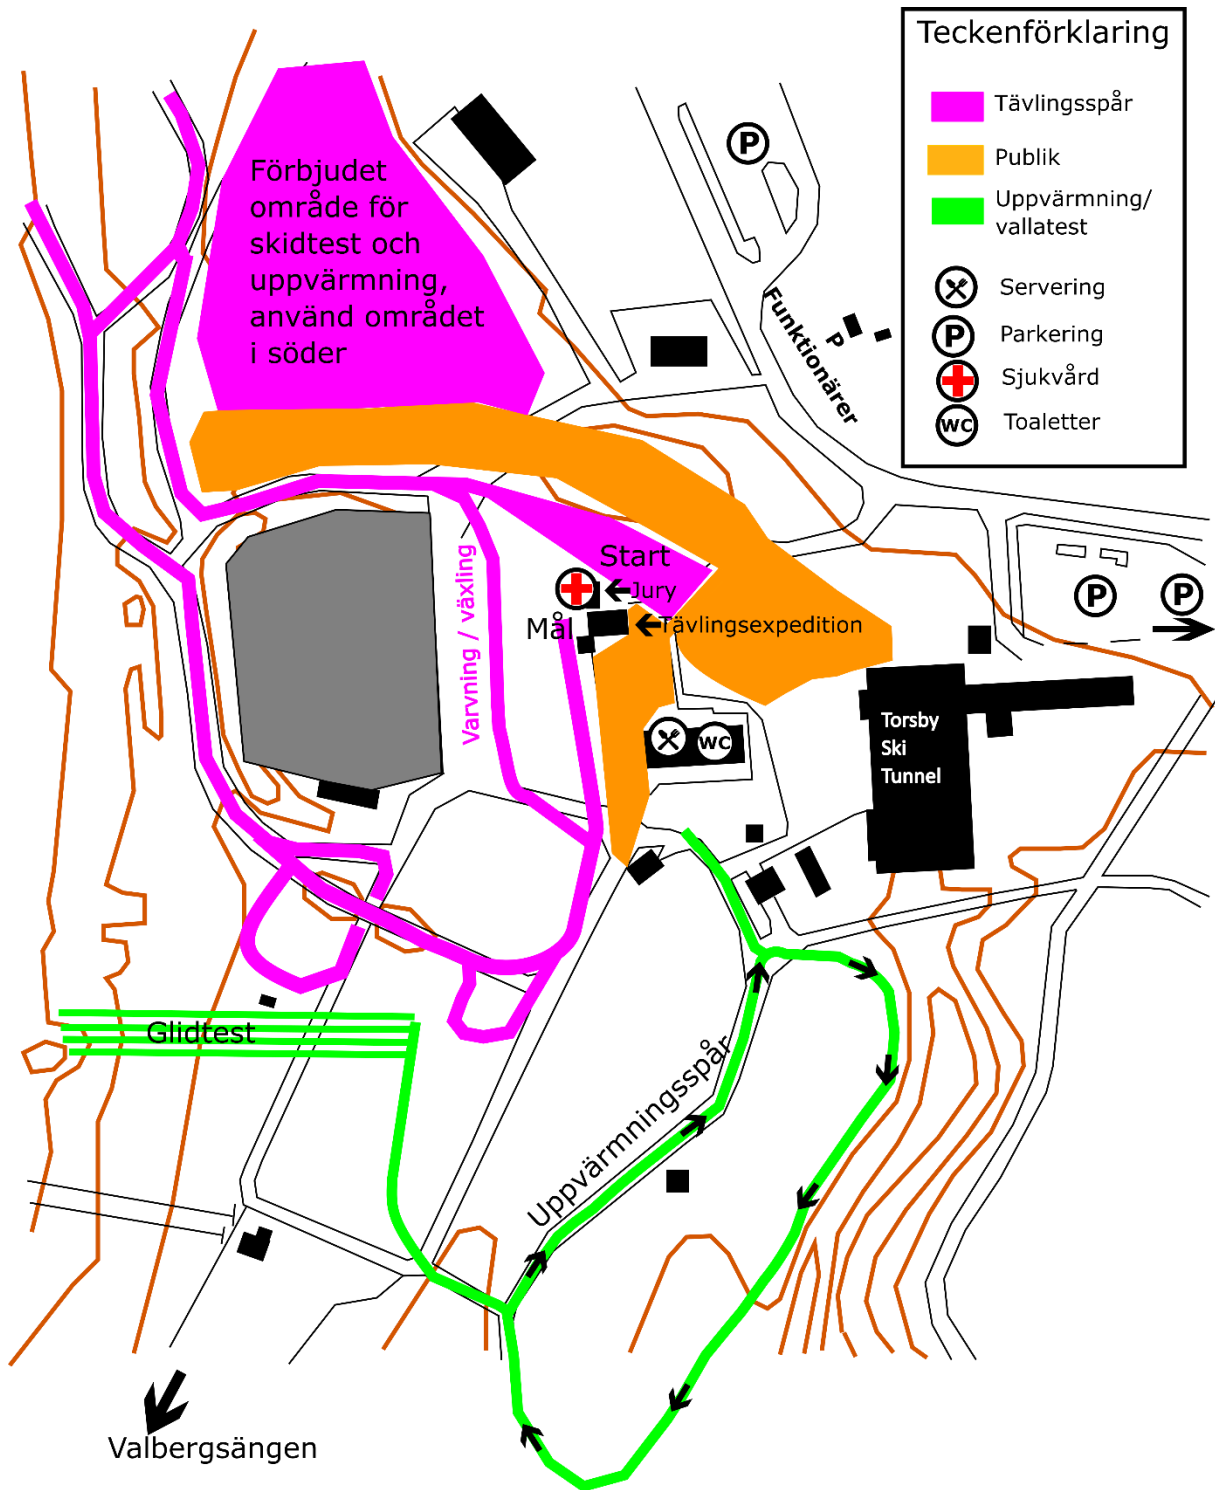 Teckenförklaring
Tävlingsspår
Publik
Uppvärmning/
vallatest
Servering
P
Parkering
Sjukvård
WC
Toaletter
P
Förbjudet
område för
skidtest och
uppvärmning,
använd området
i söder
Funktionärer
P
Start
Jury
Mål
Tävlingsexpedition
Varvning / växling
P
P
WC
Torsby
Ski
Tunnel
Glidtest
Uppvärmningsspår
Valbergsängen